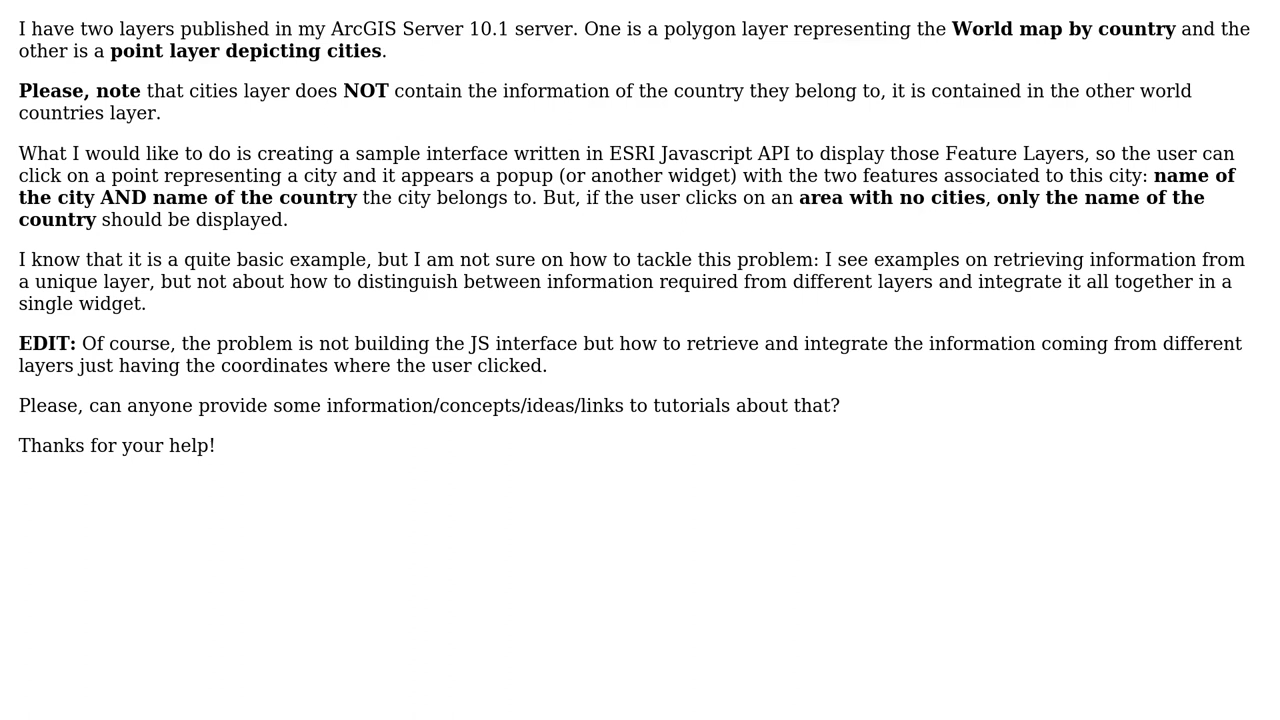 I have two layers published in my ArcGIS Server 10.1 server. One is a polygon layer representing the World map by country and the
other is a point layer depicting cities.
Please, note that cities layer does NOT contain the information of the country they belong to, it is contained in the other world
countries layer.
What I would like to do is creating a sample interface written in ESRI Javascript API to display those Feature Layers, so the user can
click on a point representing a city and it appears a popup (or another widget) with the two features associated to this city: name of
the city AND name of the country the city belongs to. But, if the user clicks on an area with no cities, only the name of the
country should be displayed.
I know that it is a quite basic example, but I am not sure on how to tackle this problem: I see examples on retrieving information from
a unique layer, but not about how to distinguish between information required from different layers and integrate it all together in a
single widget.
EDIT: Of course, the problem is not building the JS interface but how to retrieve and integrate the information coming from different
layers just having the coordinates where the user clicked.
Please, can anyone provide some information/concepts/ideas/links to tutorials about that?
Thanks for your help!